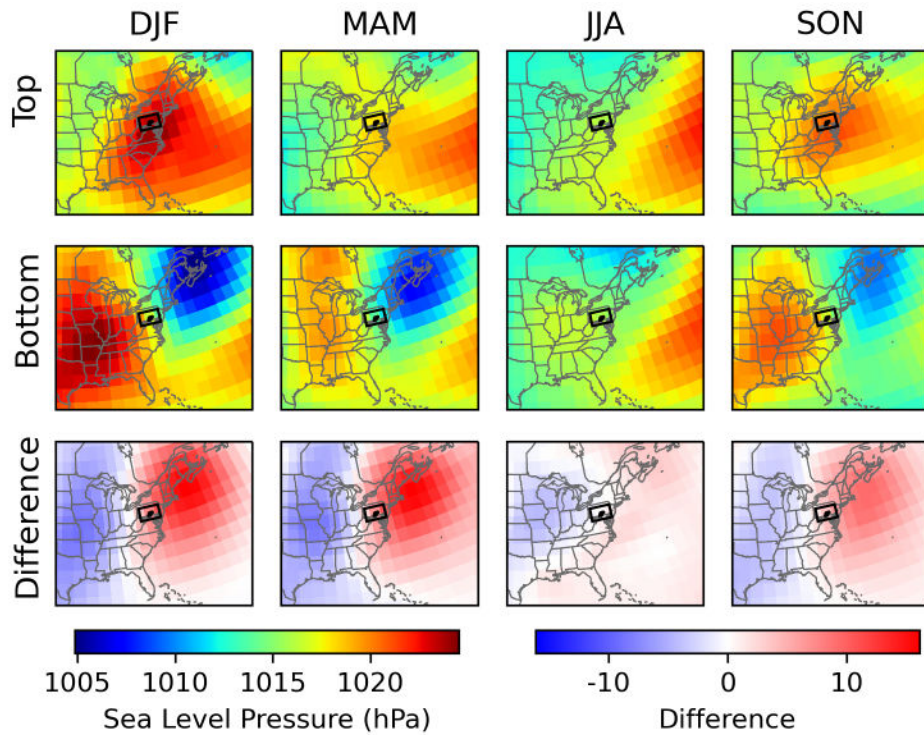 DJF MAM JJA SON
Top
Bottom
Difference
1005 1010 1015 1020 -10 0 10
Sea Level Pressure (hPa) Difference